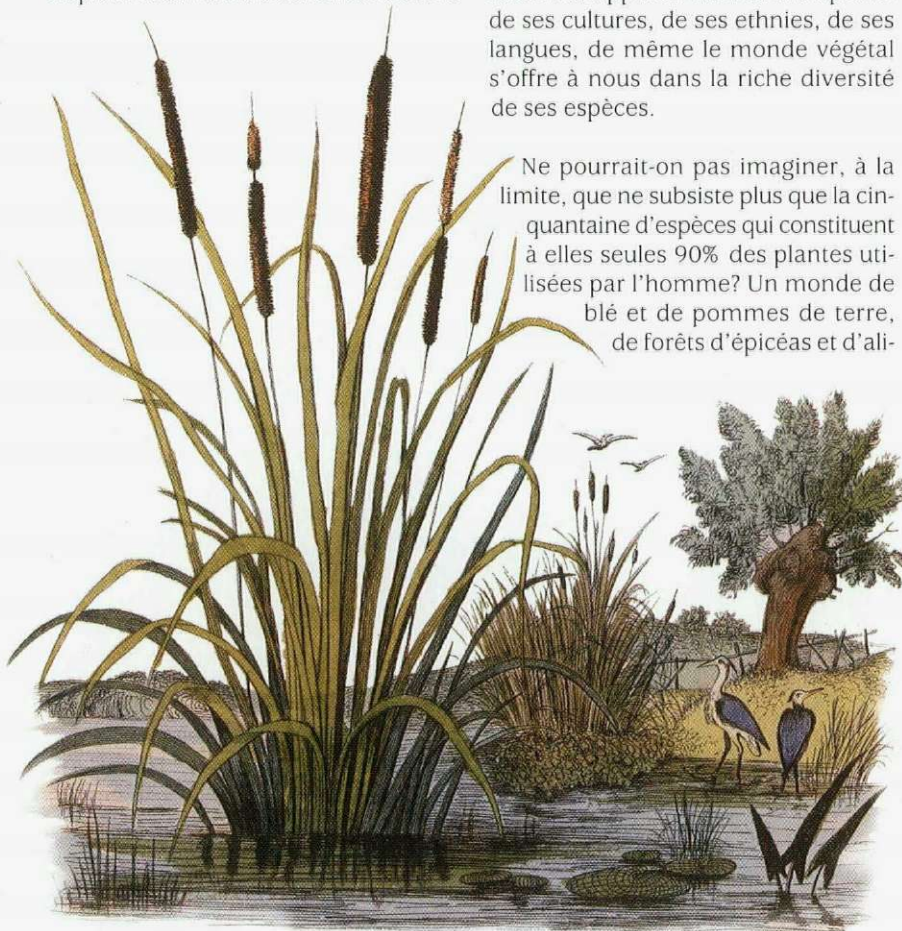 de ses cultures, de ses ethnies, de ses
langues, de même le monde végétal
s'offre à nous dans la riche diversité
de ses espèces.
Ne pourrait-on pas imaginer, à la
limite, que ne subsiste plus que la cin-
quantaine d'espèces qui constituent
à elles seules 90% des plantes uti-
lisées par l'homme? Un monde de
blé et de pommes de terre,
de forêts d'épicéas et d'ali-